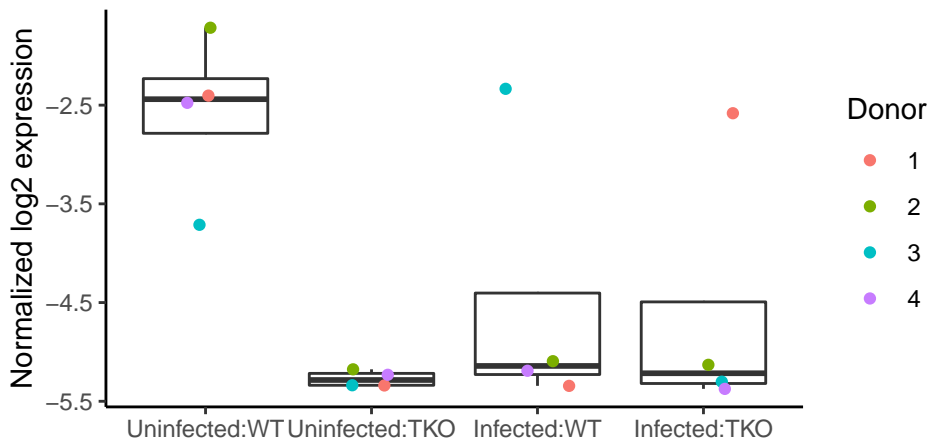 Normalized log2 expression
−2.5
−3.5
−4.5
−5.5
Uninfected:WT
Uninfected:TKO
Infected:WT
Infected:TKO
Donor
1
2
3
4